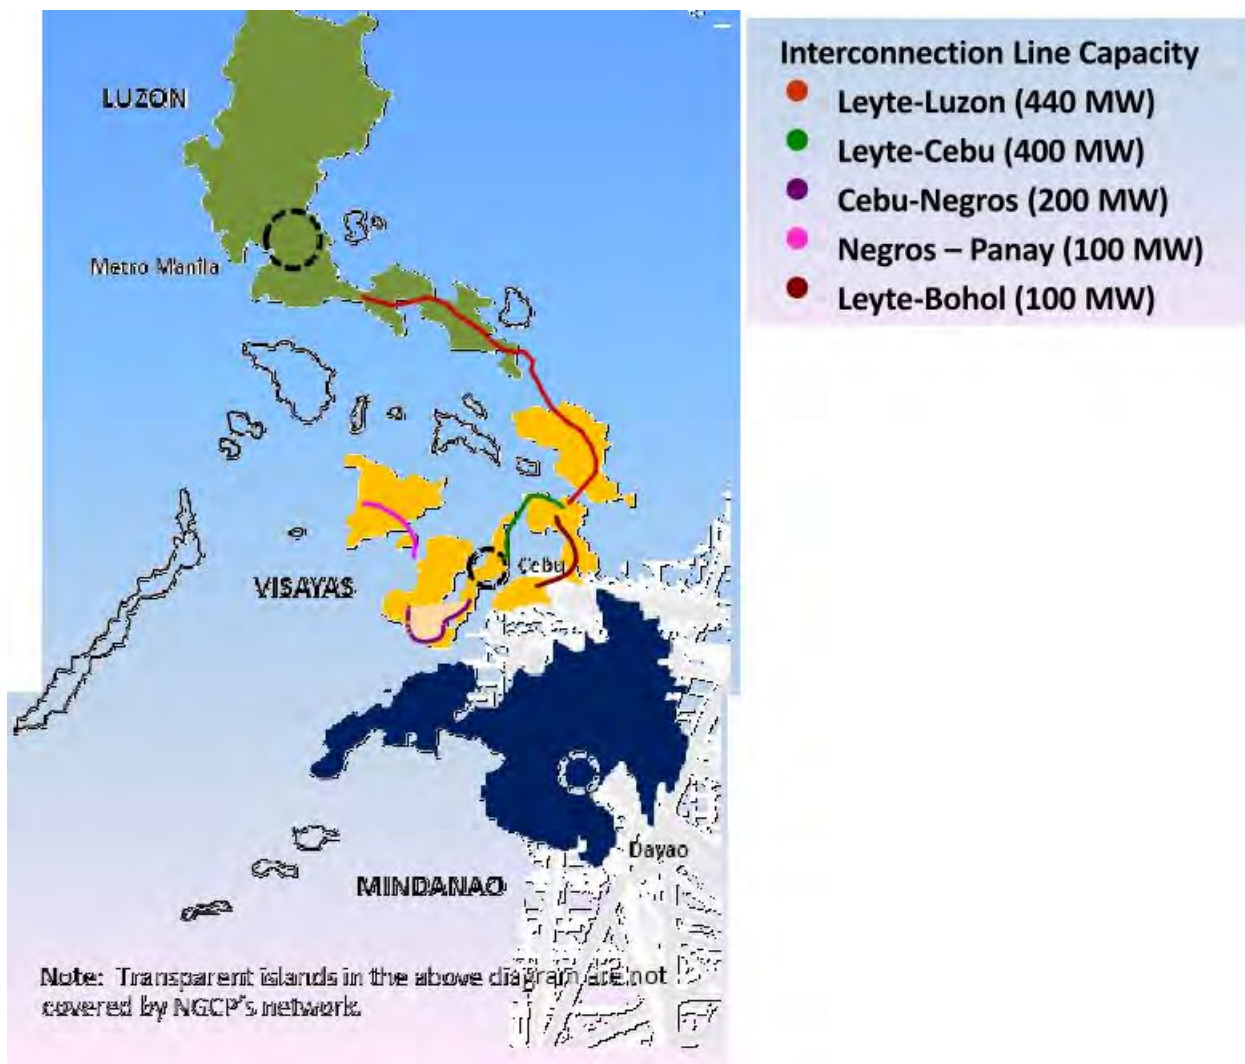 LUZON
Metro Manila
VISAYAS
Cebu
MINDANAO
Davao
Note: Transparent islands in the above diagram are not
covered by NGCP's network.
Interconnection Line Capacity
Leyte-Luzon (440 MW)
Leyte-Cebu (400 MW)
Cebu-Negros (200 MW)
Negros – Panay (100 MW)
Leyte-Bohol (100 MW)